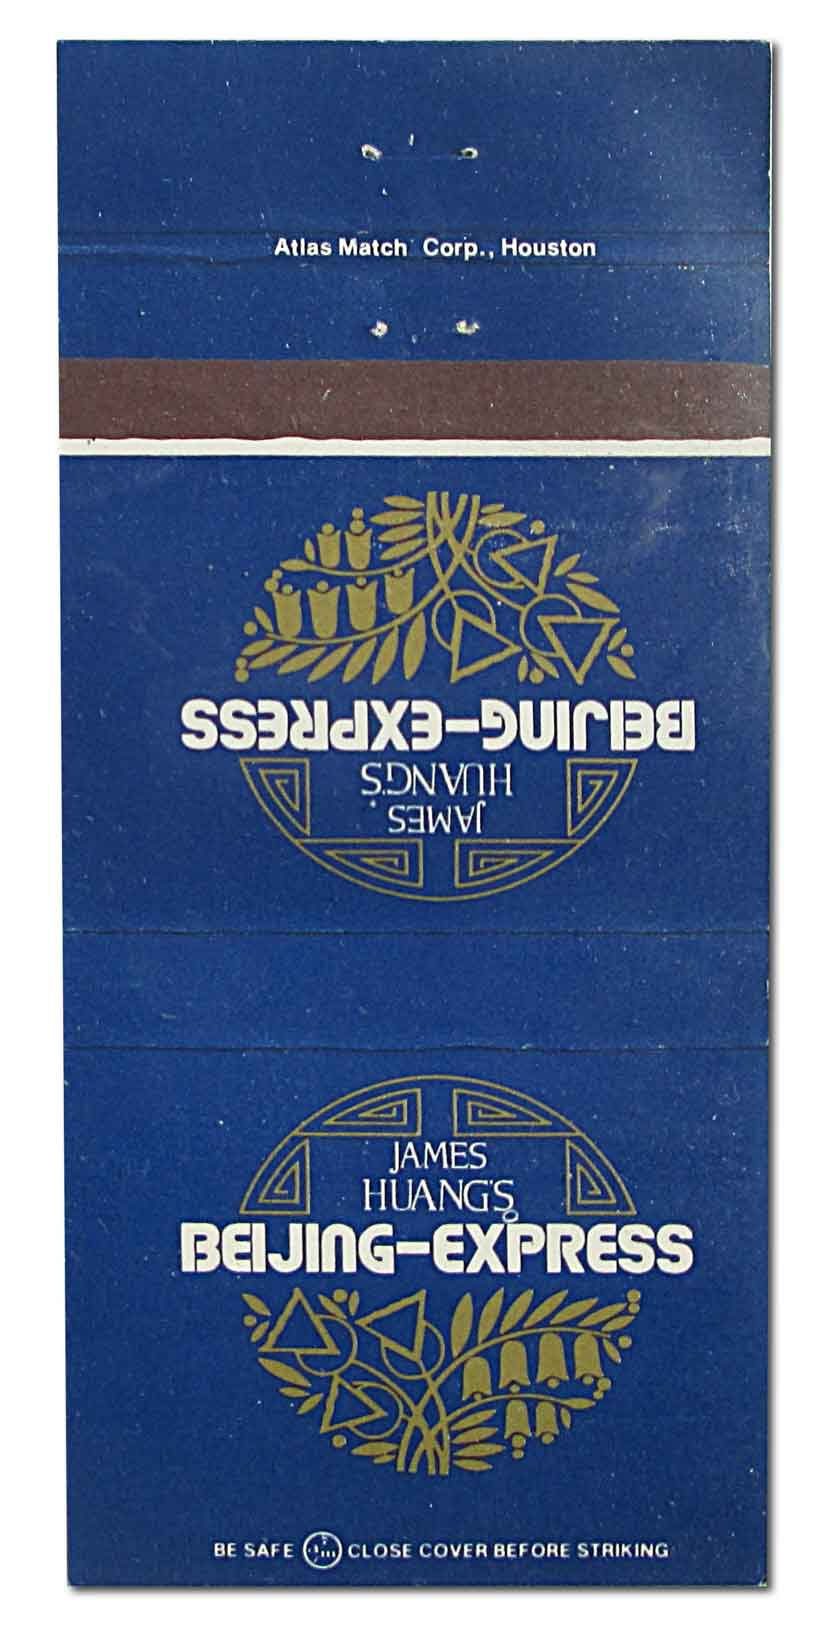 Atlas Match Corp., Houston
JAMES
HUANG'S
BEIJING-EXPRESS
JAMES
HUANG'S
BEIJING-EXPRESS
BE SAFE CLOSE COVER BEFORE STRIKING